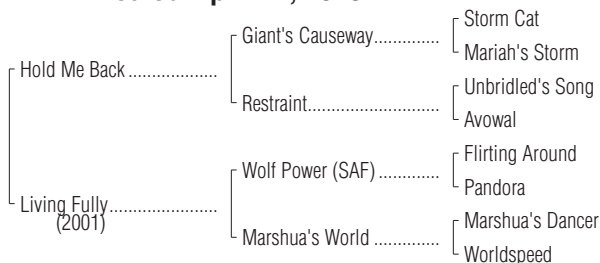 Storm Cat
Giant's Causeway
Mariah's Storm
Hold Me Back
Unbridled's Song
Restraint
Avowal
Flirting Around
Wolf Power (SAF)
Pandora
Living Fully
(2001)
Marshua's Dancer
Marshua's World
Worldspeed